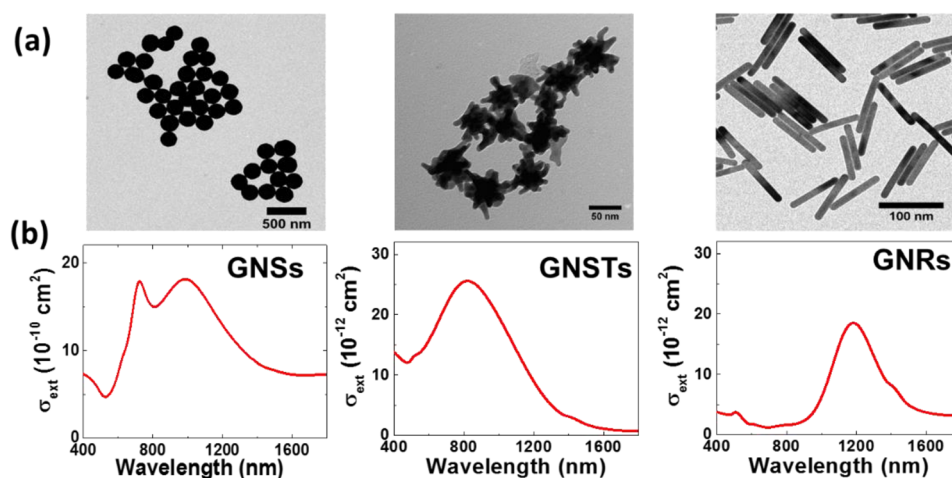 (a)
500 nm
50 nm
100 nm
(b)
GNSs
20
10
0
σext (10-10 cm2)
400 800 1200 1600
Wavelength (nm)
GNSTs
30
20
10
0
σext (10-12 cm2)
400 800 1200 1600
Wavelength (nm)
GNRs
30
20
10
0
σext (10-12 cm2)
400 800 1200 1600
Wavelength (nm)